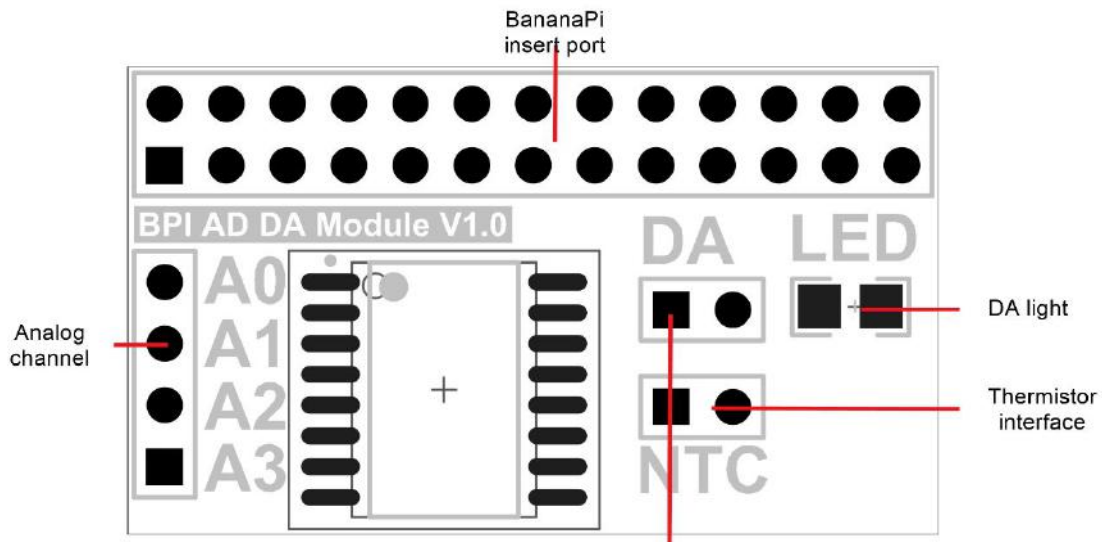 BananaPi
insert port
BPI AD DA Module V1.0
DA
LED
A0
A1
A2
A3
Analog
channel
DA light
Thermistor
interface
NTC